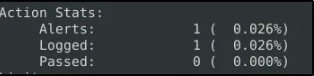 Action Stats:
Alerts: 1 ( 0.026%)
Logged: 1 ( 0.026%)
Passed: 0 ( 0.000%)